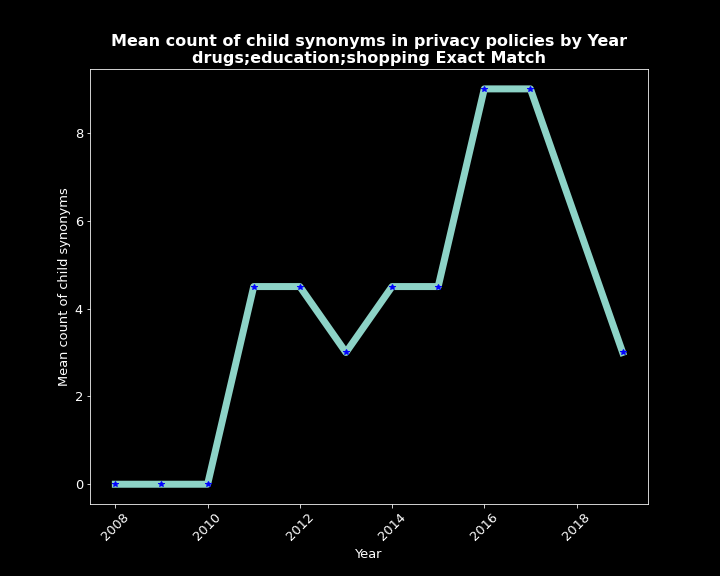 Mean count of child synonyms in privacy policies by Year
drugs;education;shopping Exact Match
Mean count of child synonyms
8
6
4
2
0
2008
2010
2012
2014
2016
2018
Year